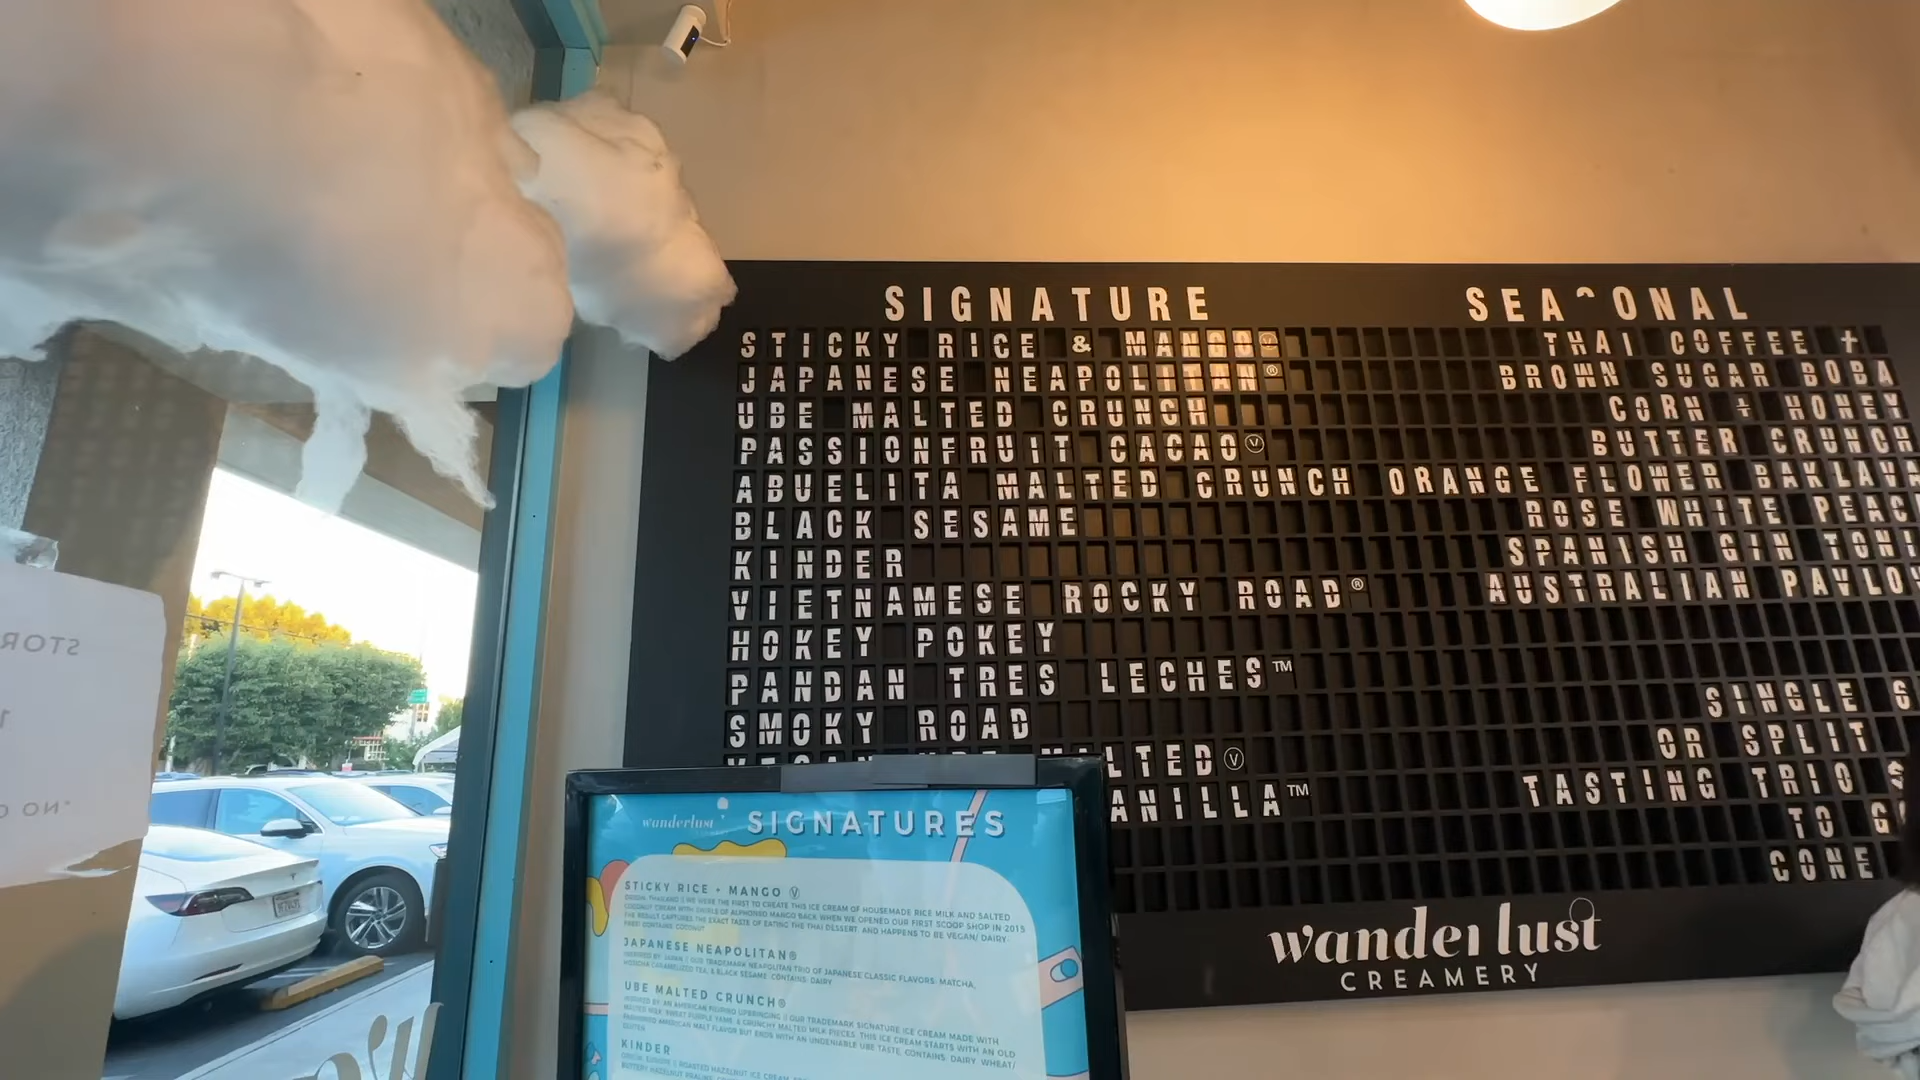 SIGNATURE
STICKY RICE & MANGO Ⓥ
JAPANESE NEAPOLITAN®
UBE MALTED CRUNCH
PASSIONFRUIT CACAO Ⓥ
ABUELITA MALTED CRUNCH
BLACK SESAME
KINDER
VIETNAMESE ROCKY ROAD®
HOKEY POKEY
PANDAN TRES LECHES™
SMOKY ROAD
LTED Ⓥ
ANILLA™
SEA ONAL
THAI COFFEE +
BROWN SUGAR BOBA
CORN + HONEY
BUTTER CRUNCH
ORANGE FLOWER BAKLAVA
ROSE WHITE PEAC
SPANISH GIN TONI
AUSTRALIAN PAVLOV
SINGLE 6
OR SPLIT
TASTING TRIO $
TO G
CONE
wanderlust
CREAMERY
wanderlust
SIGNATURES
STICKY RICE + MANGO Ⓥ
ORIGIN: THAILAND || WE WERE THE FIRST TO CREATE THIS ICE CREAM OF HOUSEMADE RICE MILK AND SALTED
COCONUT CREAM WITH SWIRLS OF ALPHONSO MANGO BACK WHEN WE OPENED OUR FIRST SCOOP SHOP IN 2015
THE RESULT CAPTURES THE EXACT TASTE OF EATING THE THAI DESSERT, AND HAPPENS TO BE VEGAN/ DAIRY-
FREE! CONTAINS: COCONUT
JAPANESE NEAPOLITAN®
INSPIRED BY: JAPAN || OUR TRADEMARK NEAPOLITAN TRIO OF JAPANESE CLASSIC FLAVORS: MATCHA,
HOJICHA CARAMELIZED TEA, & BLACK SESAME. CONTAINS: DAIRY
UBE MALTED CRUNCH®
INSPIRED BY: AN AMERICAN FILIPINO UPBRINGING || OUR TRADEMARK SIGNATURE ICE CREAM MADE WITH
MALTED MILK, SWEET PURPLE YAMS, & CRUNCHY MALTED MILK PIECES. THIS ICE CREAM STARTS WITH AN OLD
FASHIONED AMERICAN MALT FLAVOR BUT ENDS WITH AN UNDENIABLE UBE TASTE. CONTAINS: DAIRY, WHEAT/
GLUTEN
KINDER
ORIGIN: EUROPE || ROASTED HAZELNUT ICE CREAM,
BUTTERY HAZELNUT PRALINE
STOR
"NO